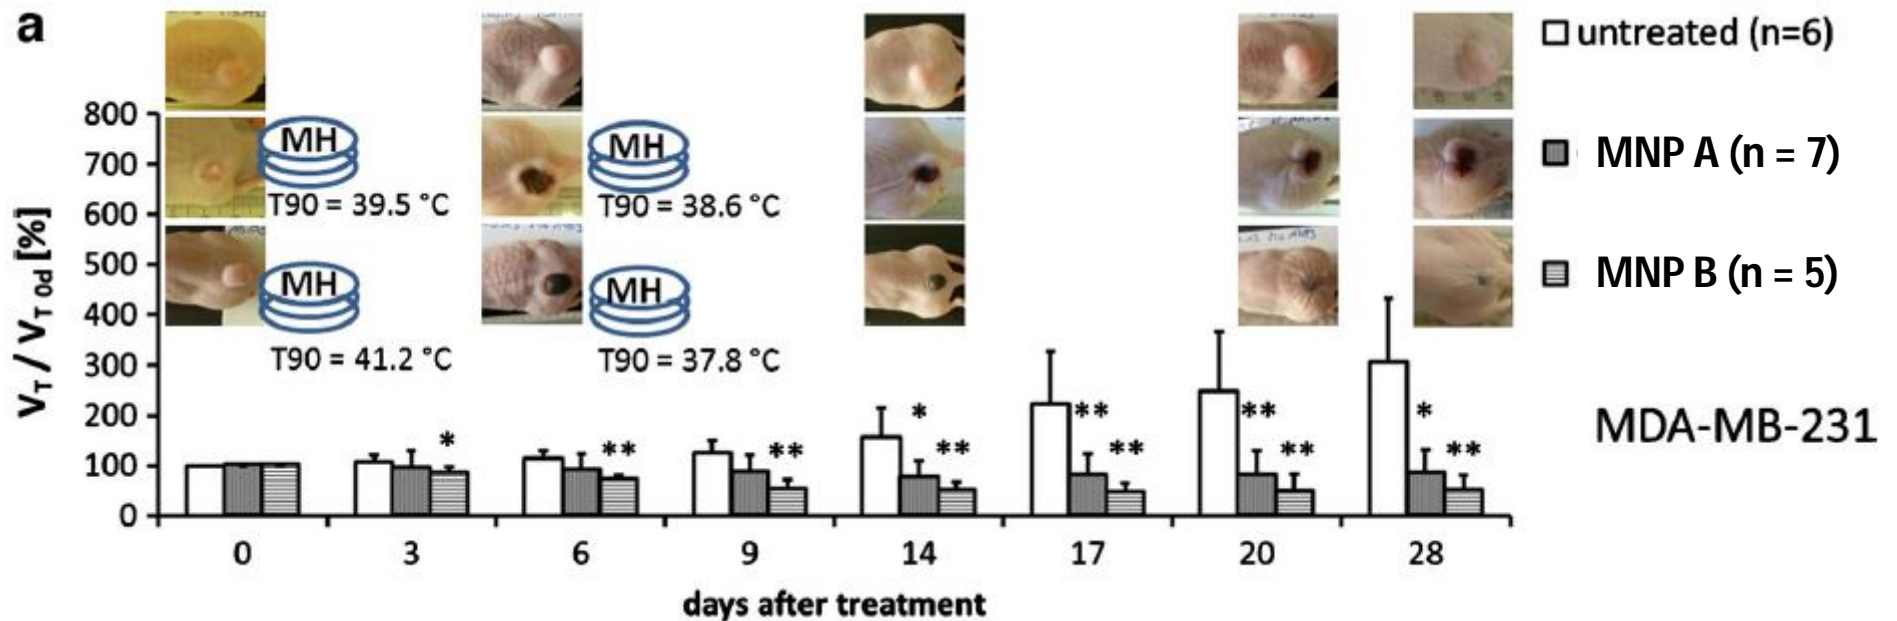 a
untreated (n=6)
MNP A (n = 7)
MNP B (n = 5)
MDA-MB-231
V_T / V_T 0d [%]
800
700
600
500
400
300
200
100
0
MH
T90 = 39.5 °C
MH
T90 = 38.6 °C
MH
T90 = 41.2 °C
MH
T90 = 37.8 °C
*
**
**
*
**
**
**
**
**
*
**
0 3 6 9 14 17 20 28
days after treatment